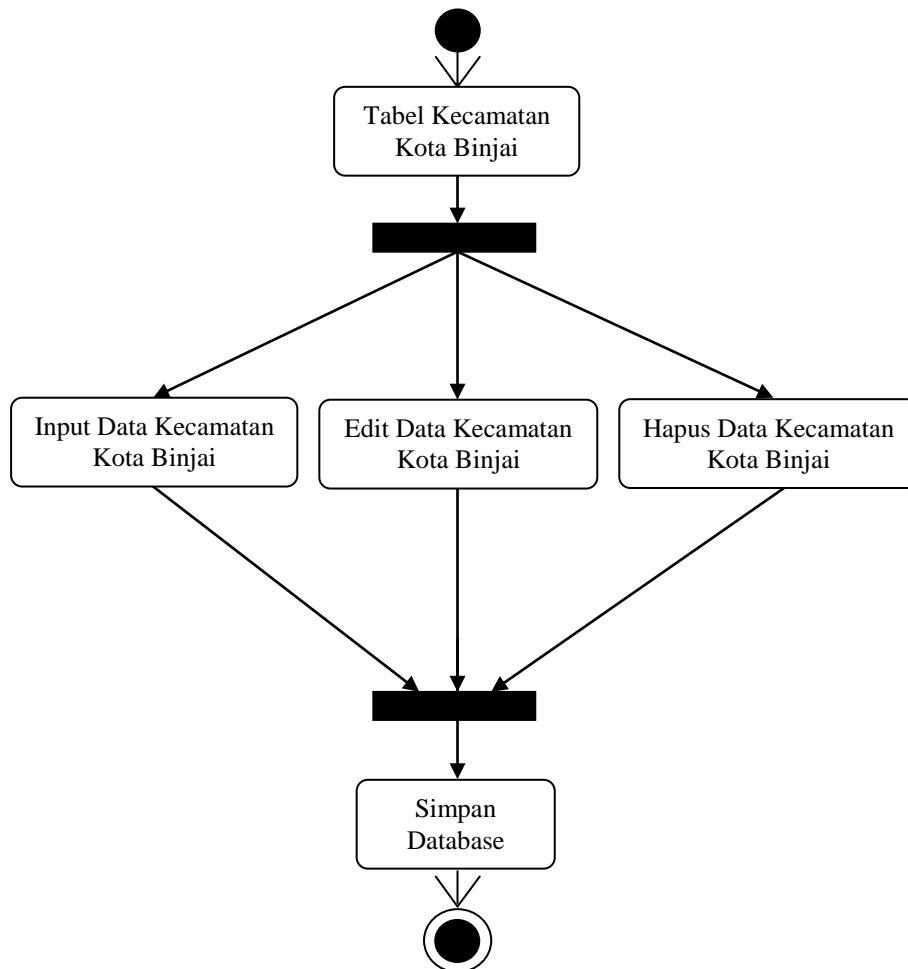 Tabel Kecamatan
Kota Binjai
Input Data Kecamatan
Kota Binjai
Edit Data Kecamatan
Kota Binjai
Hapus Data Kecamatan
Kota Binjai
Simpan
Database